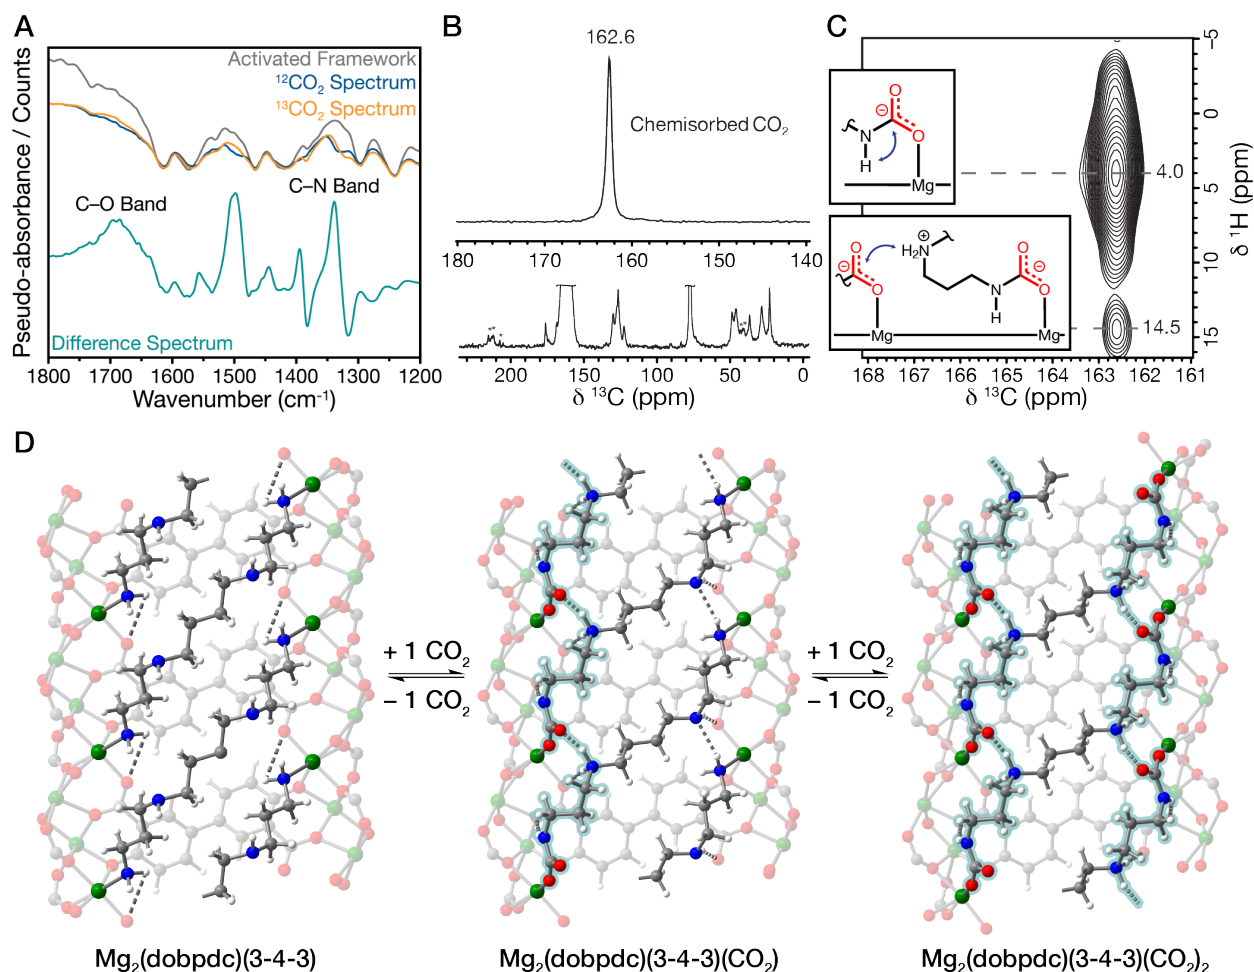 A
Pseudo-absorbance / Counts
Activated Framework
¹²CO₂ Spectrum
¹³CO₂ Spectrum
C–N Band
C–O Band
Difference Spectrum
1800 1700 1600 1500 1400 1300 1200
Wavenumber (cm⁻¹)
B
162.6
Chemisorbed CO₂
180 170 160 150 140
** * **
200 150 100 50 0
δ ¹³C (ppm)
C
O
⊖
O
N
H
Mg
4.0
O
⊖
O
Mg
H₂N
⊕
N
H
O
⊖
O
Mg
14.5
−5
0
5
10
15
δ ¹H (ppm)
168 167 166 165 164 163 162 161
δ ¹³C (ppm)
D
+ 1 CO₂
− 1 CO₂
+ 1 CO₂
− 1 CO₂
Mg₂(dobpdc)(3-4-3)
Mg₂(dobpdc)(3-4-3)(CO₂)
Mg₂(dobpdc)(3-4-3)(CO₂)₂